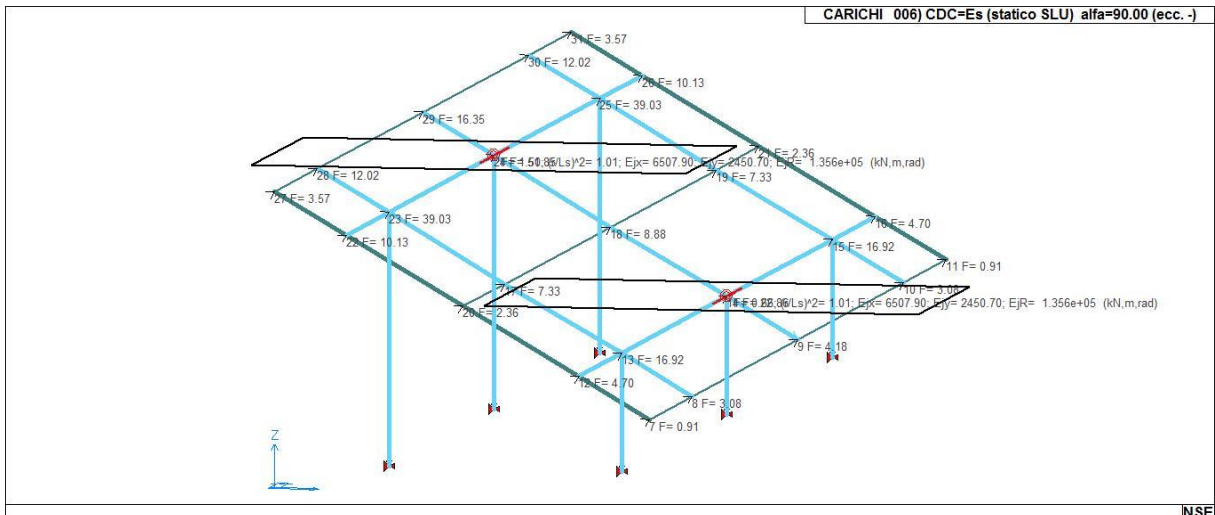 CARICHI 006) CDC=Es (statico SLU) alfa=90.00 (ecc. -)
31 F= 3.57
30 F= 12.02
26 F= 10.13
25 F= 39.03
29 F= 16.35
21 F= 2.36
(r/Ls)^2= 1.01; Ejx= 6507.90; Ejy= 2450.70; EjR= 1.356e+05 (kN,m,rad)
28 F= 12.02
19 F= 7.33
27 F= 3.57
23 F= 39.03
16 F= 4.70
22 F= 10.13
18 F= 8.88
15 F= 16.92
11 F= 0.91
17 F= 7.33
10 F= 3.08
20 F= 2.36
(r/Ls)^2= 1.01; Ejx= 6507.90; Ejy= 2450.70; EjR= 1.356e+05 (kN,m,rad)
9 F= 4.18
13 F= 16.92
12 F= 4.70
8 F= 3.08
7 F= 0.91
Z
NSF